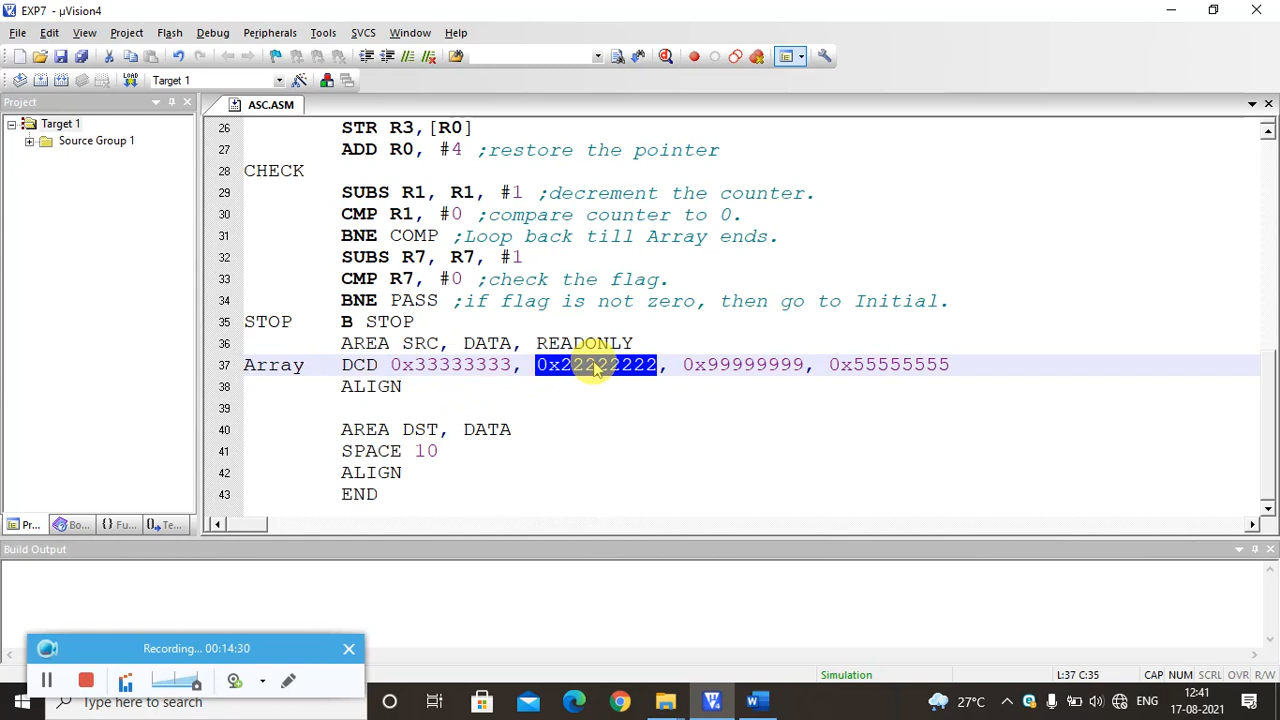 EXP7 - µVision4
File Edit View Project Flash Debug Peripherals Tools SVCS Window Help
LOAD Target 1
Project
ASC.ASM
Target 1
Source Group 1
26 STR R3,[R0]
27 ADD R0, #4 ;restore the pointer
28 CHECK
29 SUBS R1, R1, #1 ;decrement the counter.
30 CMP R1, #0 ;compare counter to 0.
31 BNE COMP ;Loop back till Array ends.
32 SUBS R7, R7, #1
33 CMP R7, #0 ;check the flag.
34 BNE PASS ;if flag is not zero, then go to Initial.
35 STOP B STOP
36 AREA SRC, DATA, READONLY
37 Array DCD 0x33333333, 0x22222222, 0x99999999, 0x55555555
38 ALIGN
39
40 AREA DST, DATA
41 SPACE 10
42 ALIGN
43 END
Pr... Bo... {} Fu... Te...
Build Output
Recording... 00:14:30
Simulation L:37 C:35 CAP NUM SCRL OVR R/W
Type here to search
27°C ENG
12:41
17-08-2021